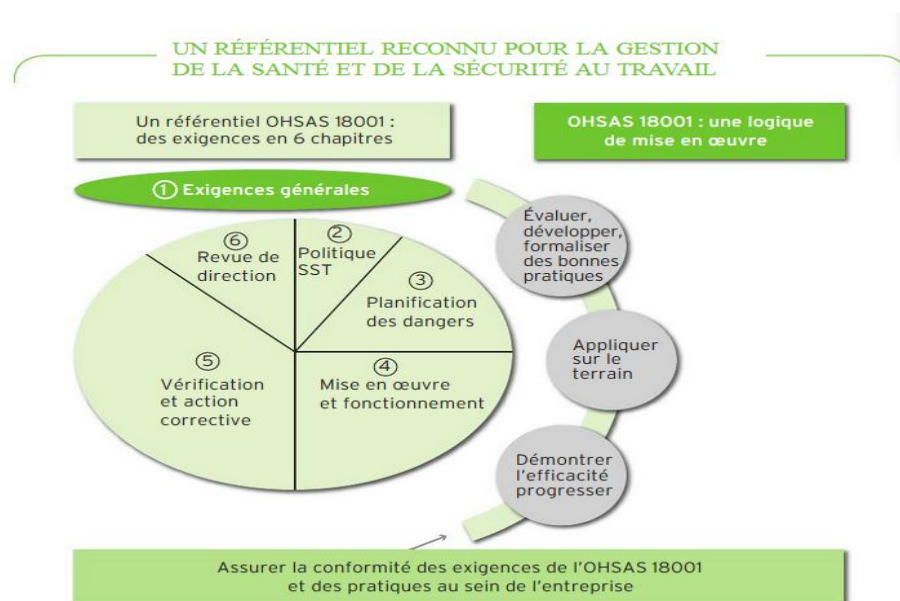 UN RÉFÉRENTIEL RECONNU POUR LA GESTION
DE LA SANTÉ ET DE LA SÉCURITÉ AU TRAVAIL
Un référentiel OHSAS 18001 :
des exigences en 6 chapitres
OHSAS 18001 : une logique
de mise en œuvre
① Exigences générales
⑥
Revue de
direction
②
Politique
SST
③
Planification
des dangers
⑤
Vérification
et action
corrective
④
Mise en œuvre
et fonctionnement
Évaluer,
développer,
formaliser
des bonnes
pratiques
Appliquer
sur le
terrain
Démontrer
l'efficacité
progresser
Assurer la conformité des exigences de l'OHSAS 18001
et des pratiques au sein de l'entreprise